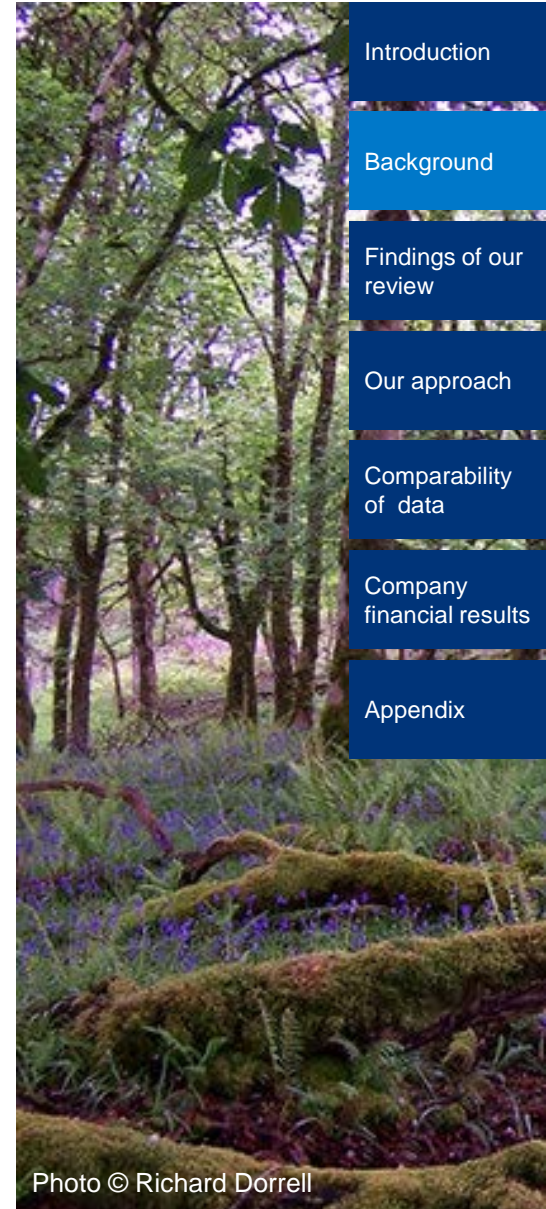 Introduction
Background
Findings of our
review
Our approach
Comparability
of data
Company
financial results
Appendix
Photo © Richard Dorrell